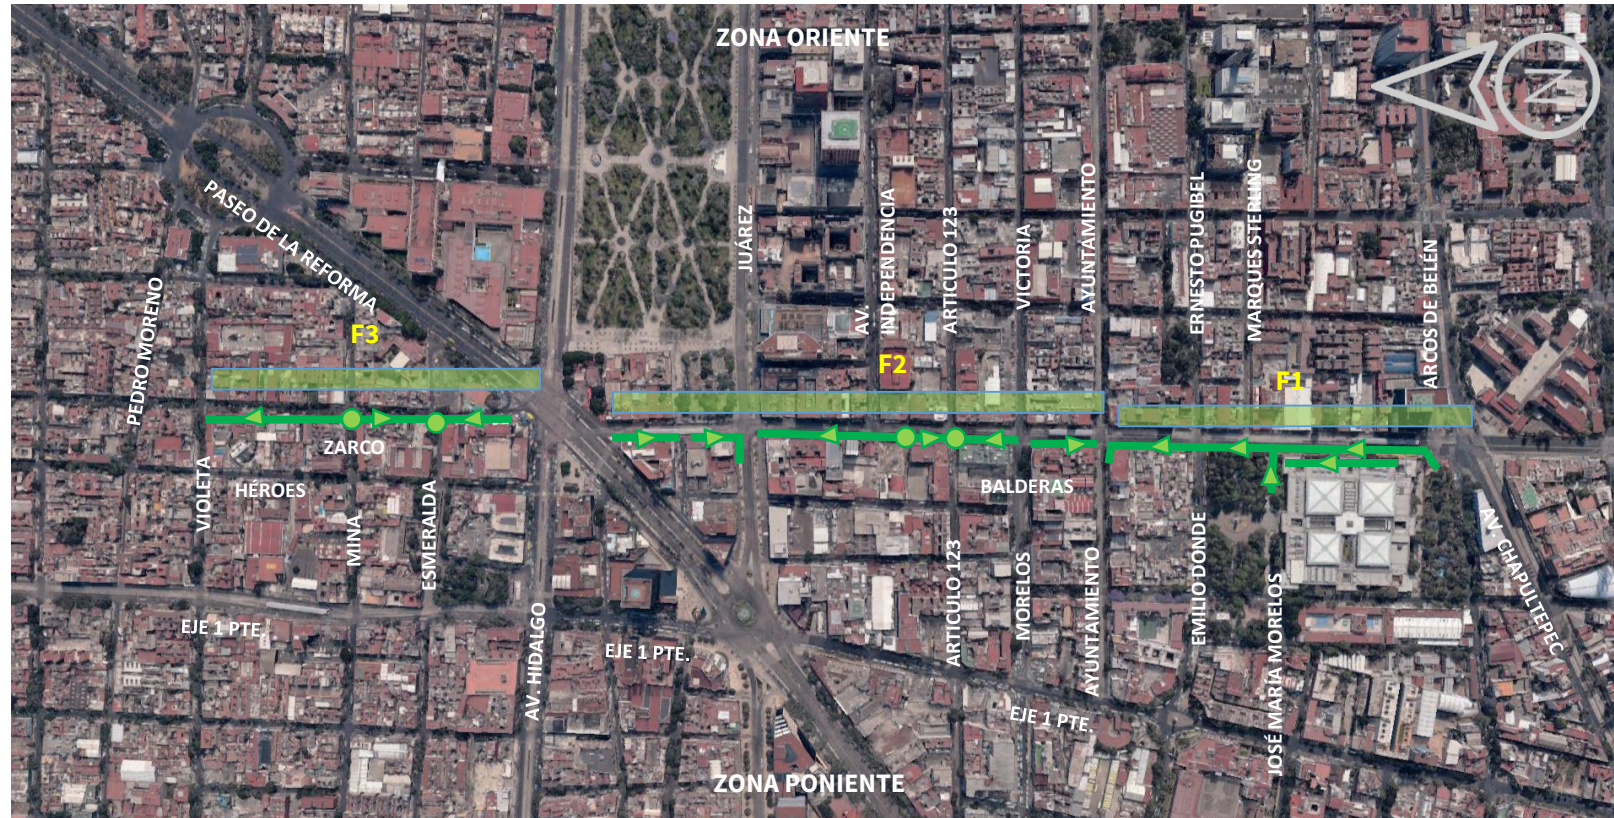 ZONA ORIENTE
N
PASEO DE LA REFORMA
PEDRO MORENO
F3
JUÁREZ
AV.
INDEPENDENCIA
ARTICULO 123
VICTORIA
AYUNTAMIENTO
ERNESTO PUGIBEL
MARQUES STERLING
ARCOS DE BELÉN
F2
F1
ZARCO
VIOLETA
HÉROES
MINA
ESMERALDA
BALDERAS
EJE 1 PTE.
AV. HIDALGO
EJE 1 PTE.
ARTICULO 123
MORELOS
AYUNTAMIENTO
EMILIO DONDE
JOSÉ MARIA MORELOS
AV. CHAPULTEPEC
EJE 1 PTE.
ZONA PONIENTE